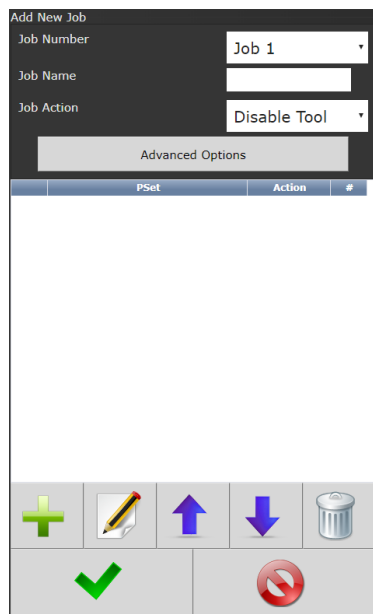 Add New Job
Job Number
Job 1
Job Name
Job Action
Disable Tool
Advanced Options
PSet Action #